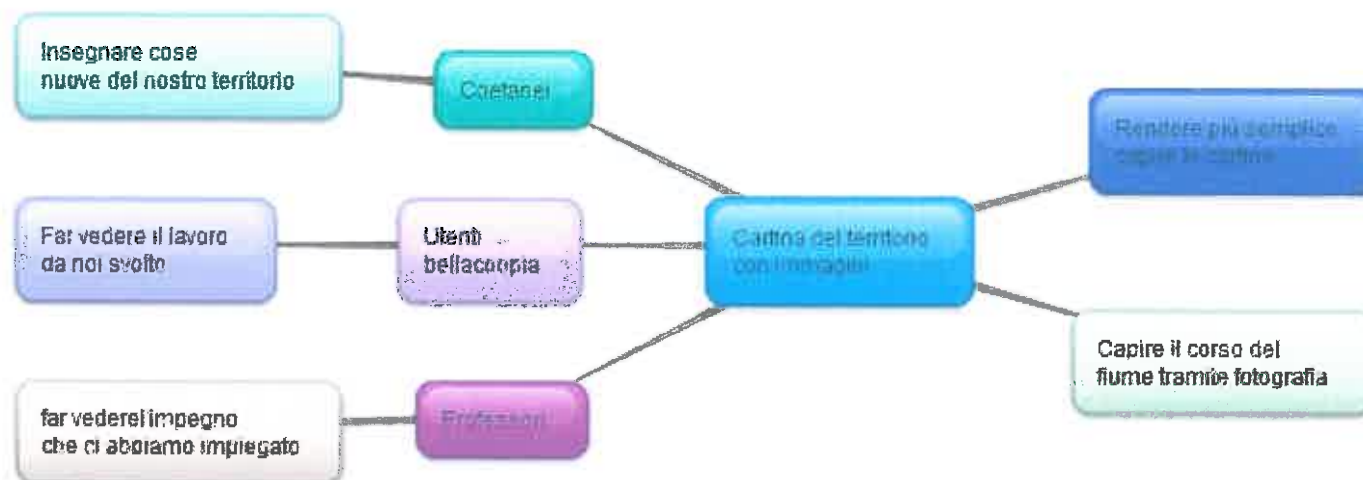 Insegnare cose
nuove del nostro territorio
Coetanei
Rendere più semplice
capire le cartine
Far vedere il lavoro
da noi svolto
Utenti
bellacoopia
Cartina del territorio
con immagini
Capire il corso del
fiume tramite fotografia
far vederel impegno
che ci abbiamo impiegato
Professori